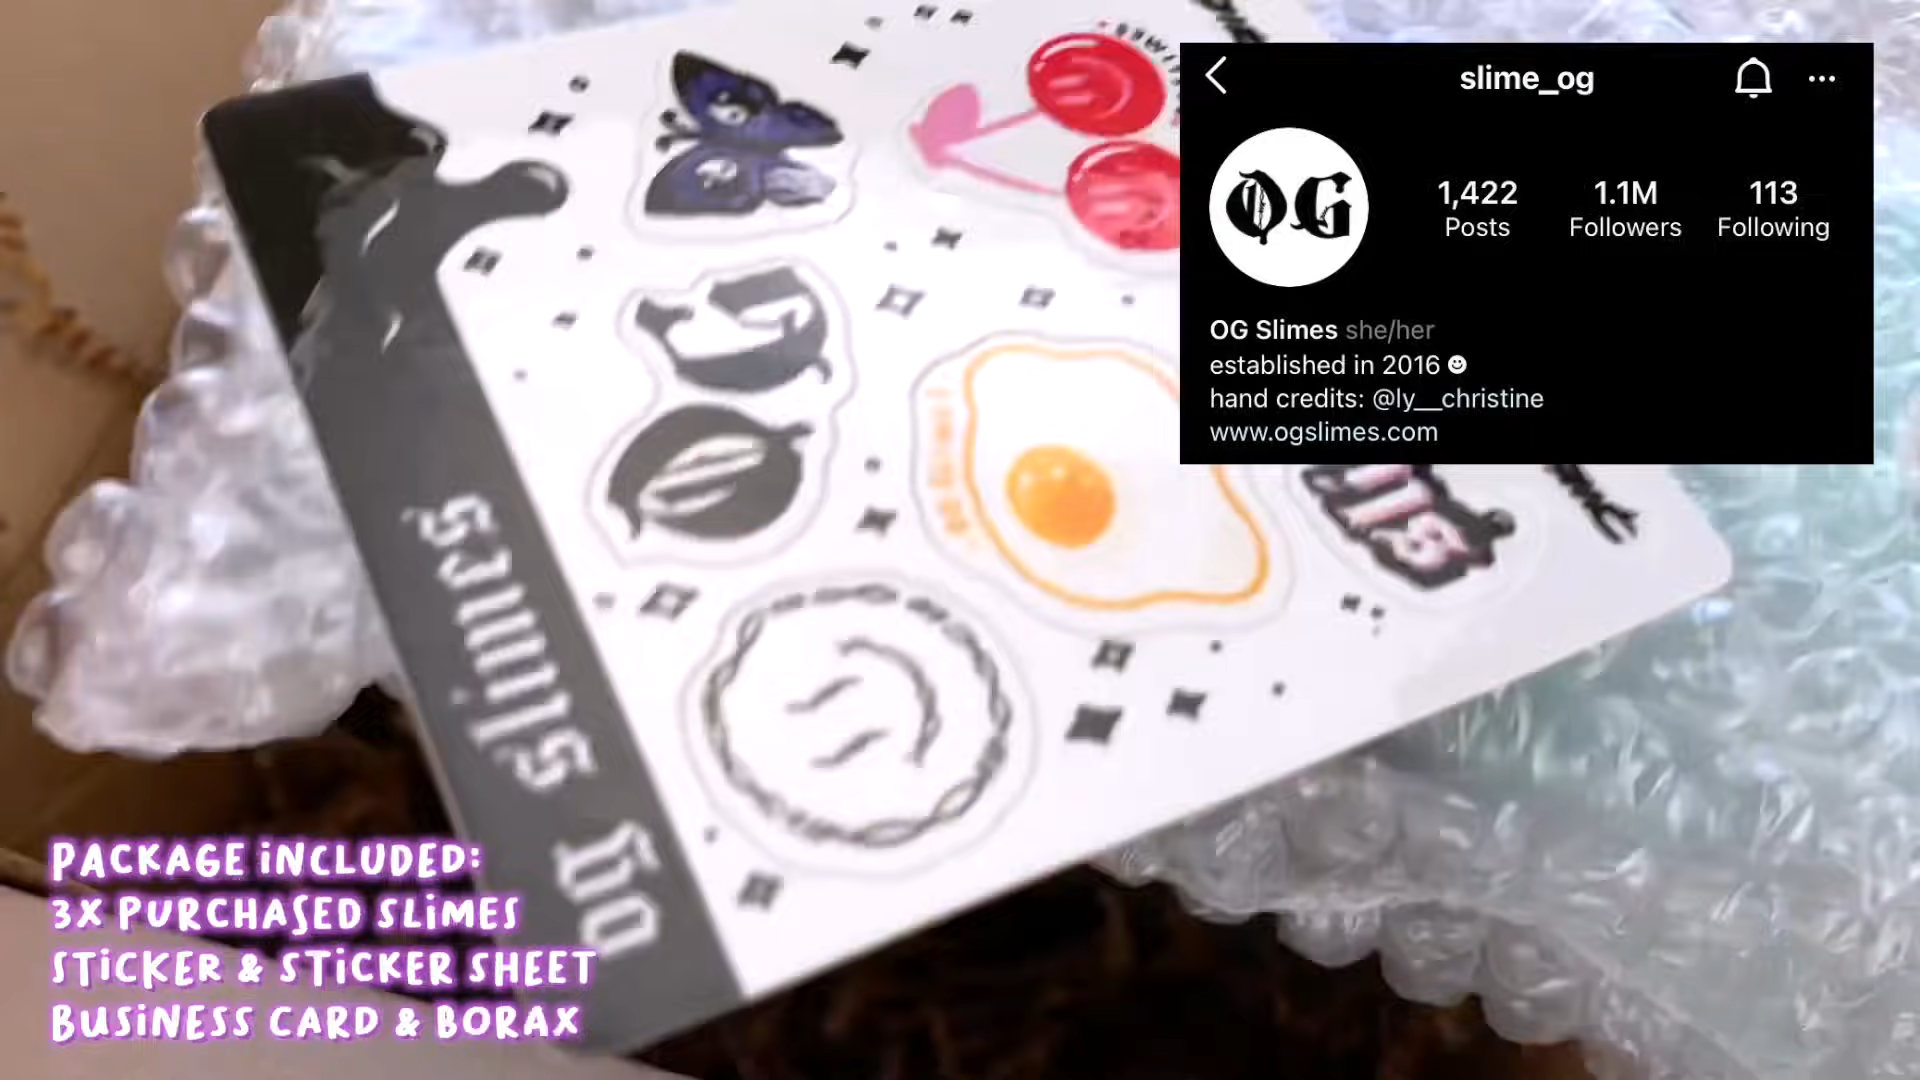 slime_og
OG
1,422
1.1M
113
Posts
Followers
Following
OG Slimes she/her
established in 2016
hand credits: @ly__christine
www.ogslimes.com
OG slimes
OG
PACKAGE INCLUDED:
3X PURCHASED SLIMES
STICKER & STICKER SHEET
BUSINESS CARD & BORAX